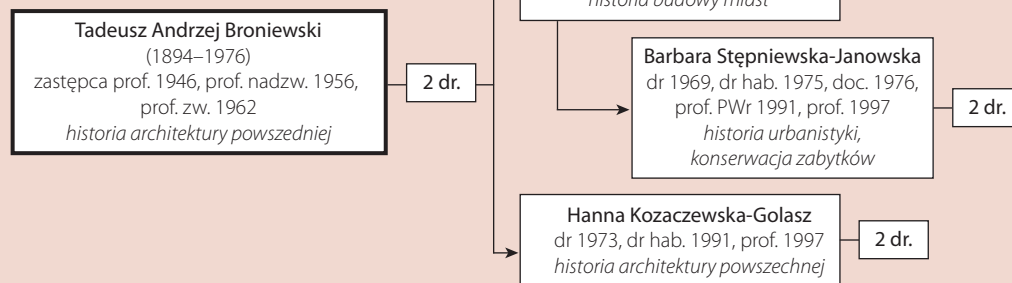 historia budowy miast
Tadeusz Andrzej Broniewski
(1894–1976)
zastępca prof. 1946, prof. nadzw. 1956,
prof. zw. 1962
historia architektury powszedniej
2 dr.
Barbara Stępniewska-Janowska
dr 1969, dr hab. 1975, doc. 1976,
prof. PWr 1991, prof. 1997
historia urbanistyki,
konserwacja zabytków
2 dr.
Hanna Kozaczewska-Golasz
dr 1973, dr hab. 1991, prof. 1997
historia architektury powszechnej
2 dr.